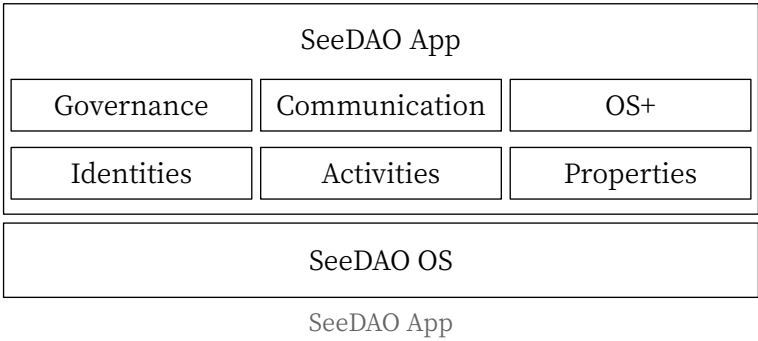 SeeDAO App
Governance Communication OS+
Identities Activities Properties
SeeDAO OS
SeeDAO App